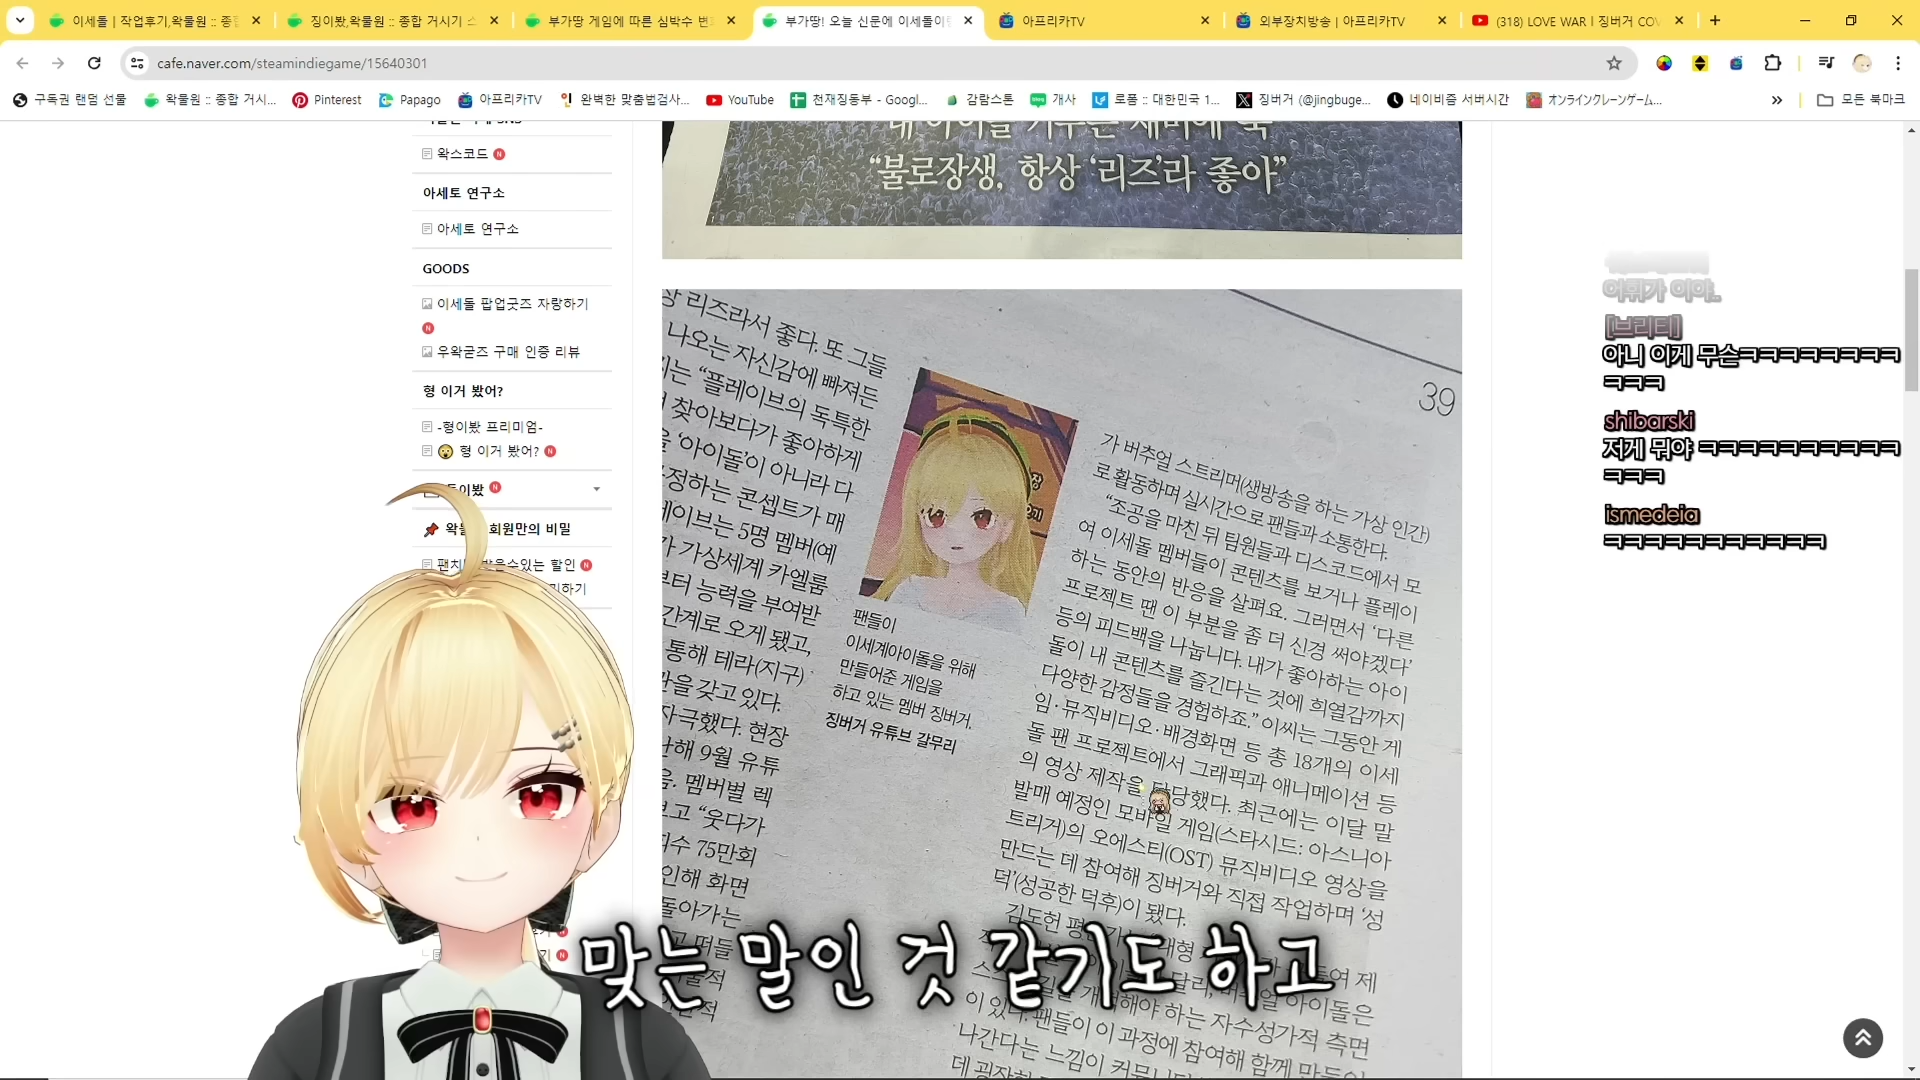 이세돌 | 작업후기,왁물원 :: 종합
징이봤,왁물원 :: 종합 거시기
부가땅 게임에 따른 심박수 변
부가땅! 오늘 신문에 이세돌이
아프리카TV
외부장치방송 | 아프리카TV
(318) LOVE WAR l 징버거 COV
cafe.naver.com/steamindiegame/15640301
구독권 랜덤 선물
왁물원 :: 종합 거시...
Pinterest
Papago
아프리카TV
완벽한 맞춤법검사...
YouTube
천재징동부 - Googl...
감람스톤
개사
로폼 :: 대한민국 1...
징버거 (@jingbuge...
네이비즘 서버시간
オンラインクレーンゲーム...
모든 북마크
왁스코드 N
아세토 연구소
아세토 연구소
GOODS
이세돌 팝업굿즈 자랑하기
N
우왁굳즈 구매 인증 리뷰
형 이거 봤어?
-형이봤 프리미엄-
형 이거 봤어? N
회원만의 비밀
할인 N
“불로장생, 항상 ‘리즈’라 좋아”
상 리즈라서 좋다. 또 그들
나오는 자신감에 빠져든
는 “플레이브의 독특한
찾아보다가 좋아하게
‘아이돌’이 아니라 다
정하는 콘셉트가 매
레이브는 5명 멤버(예
가 가상세계 카엘룸
부터 능력을 부여받
간계로 오게 됐고,
통해 테라(지구)
을 갖고 있다.
자극했다. 현장
해 9월 유튜
멤버별 렉
고 “웃다가
수 75만회
인해 화면
돌아가는
39
팬들이
이세계아이돌을 위해
만들어준 게임을
하고 있는 멤버 징버거.
징버거 유튜브 갈무리
가 버추얼 스트리머(생방송을 하는 가상 인간)
로 활동하며 실시간으로 팬들과 소통한다.
“조공을 마친 뒤 팀원들과 디스코드에서 모
여 이세돌 멤버들이 콘텐츠를 보거나 플레이
하는 동안의 반응을 살펴요. 그러면서 ‘다른
프로젝트 땐 이 부분을 좀 더 신경 써야겠다’
등의 피드백을 나눕니다. 내가 좋아하는 아이
돌이 내 콘텐츠를 즐긴다는 것에 희열감까지
다양한 감정들을 경험하죠.” 이씨는 그동안 게
임·뮤직비디오·배경화면 등 총 18개의 이세
돌 팬 프로젝트에서 그래픽과 애니메이션 등
의 영상 제작을 담당했다. 최근에는 이달 말
발매 예정인 모바일 게임(스타시드: 아스니아
트리거)의 오에스티(OST) 뮤직비디오 영상을
만드는 데 참여해 징버거와 직접 작업하며 ‘성
덕’(성공한 덕후)이 됐다.
나간다는 느낌이
어휘가 이야..
[브리티]
아니 이게 무슨ㅋㅋㅋㅋㅋㅋㅋㅋ
ㅋㅋㅋ
shibarski
저게 뭐야 ㅋㅋㅋㅋㅋㅋㅋㅋㅋㅋ
ㅋㅋㅋ
ismedeia
ㅋㅋㅋㅋㅋㅋㅋㅋㅋㅋㅋ
맞는 말인 것 같기도 하고